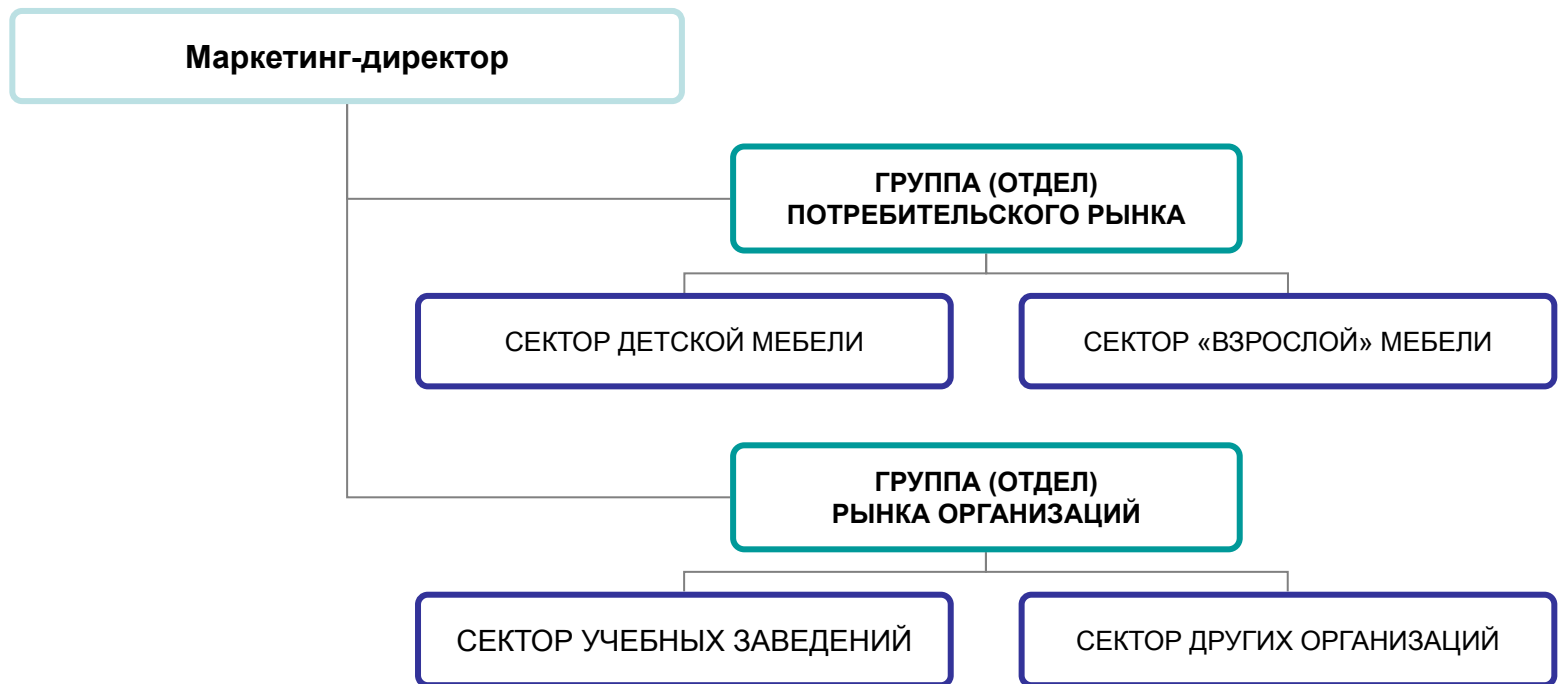 Маркетинг-директор
ГРУППА (ОТДЕЛ)
ПОТРЕБИТЕЛЬСКОГО РЫНКА
СЕКТОР ДЕТСКОЙ МЕБЕЛИ
СЕКТОР «ВЗРОСЛОЙ» МЕБЕЛИ
ГРУППА (ОТДЕЛ)
РЫНКА ОРГАНИЗАЦИЙ
СЕКТОР УЧЕБНЫХ ЗАВЕДЕНИЙ
СЕКТОР ДРУГИХ ОРГАНИЗАЦИЙ